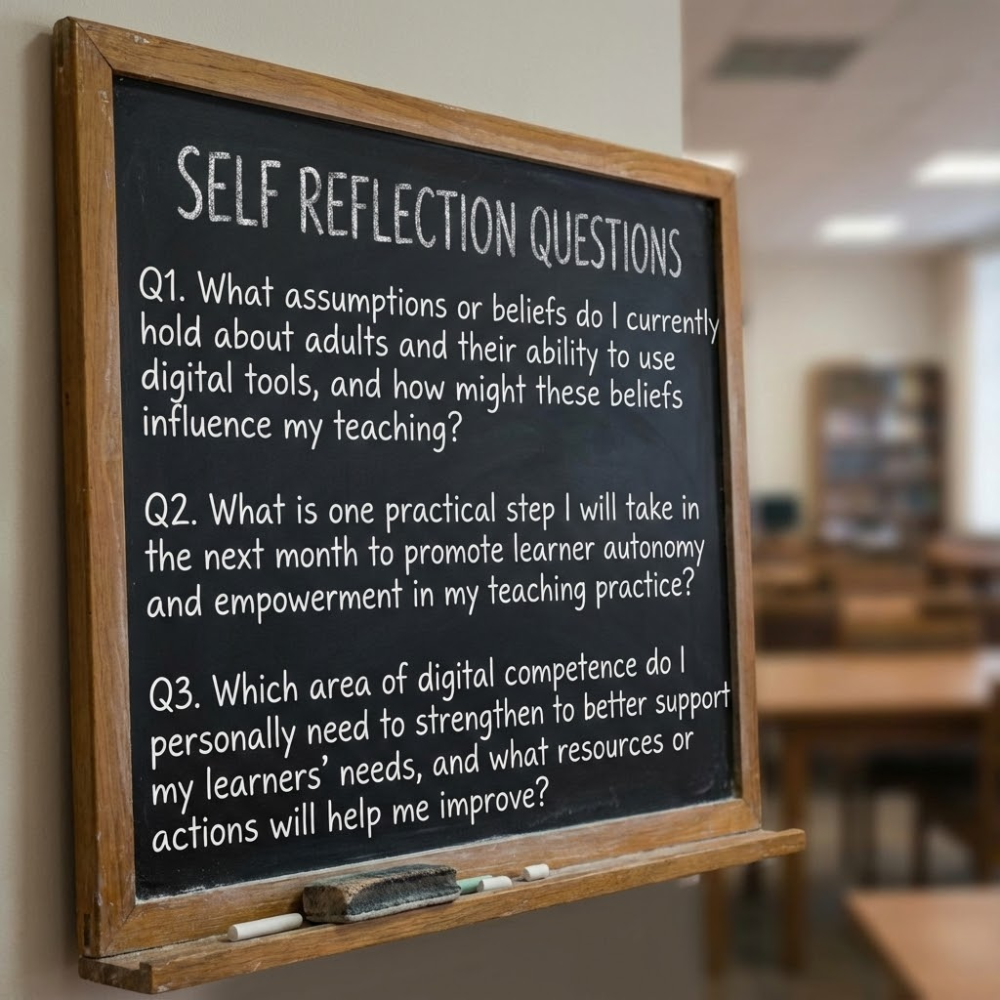 SELF REFLECTION QUESTIONS
Q1. What assumptions or beliefs do I currently
hold about adults and their ability to use
digital tools, and how might these beliefs
influence my teaching?
Q2. What is one practical step I will take in
the next month to promote learner autonomy
and empowerment in my teaching practice?
Q3. Which area of digital competence do I
personally need to strengthen to better support
my learners’ needs, and what resources or
actions will help me improve?